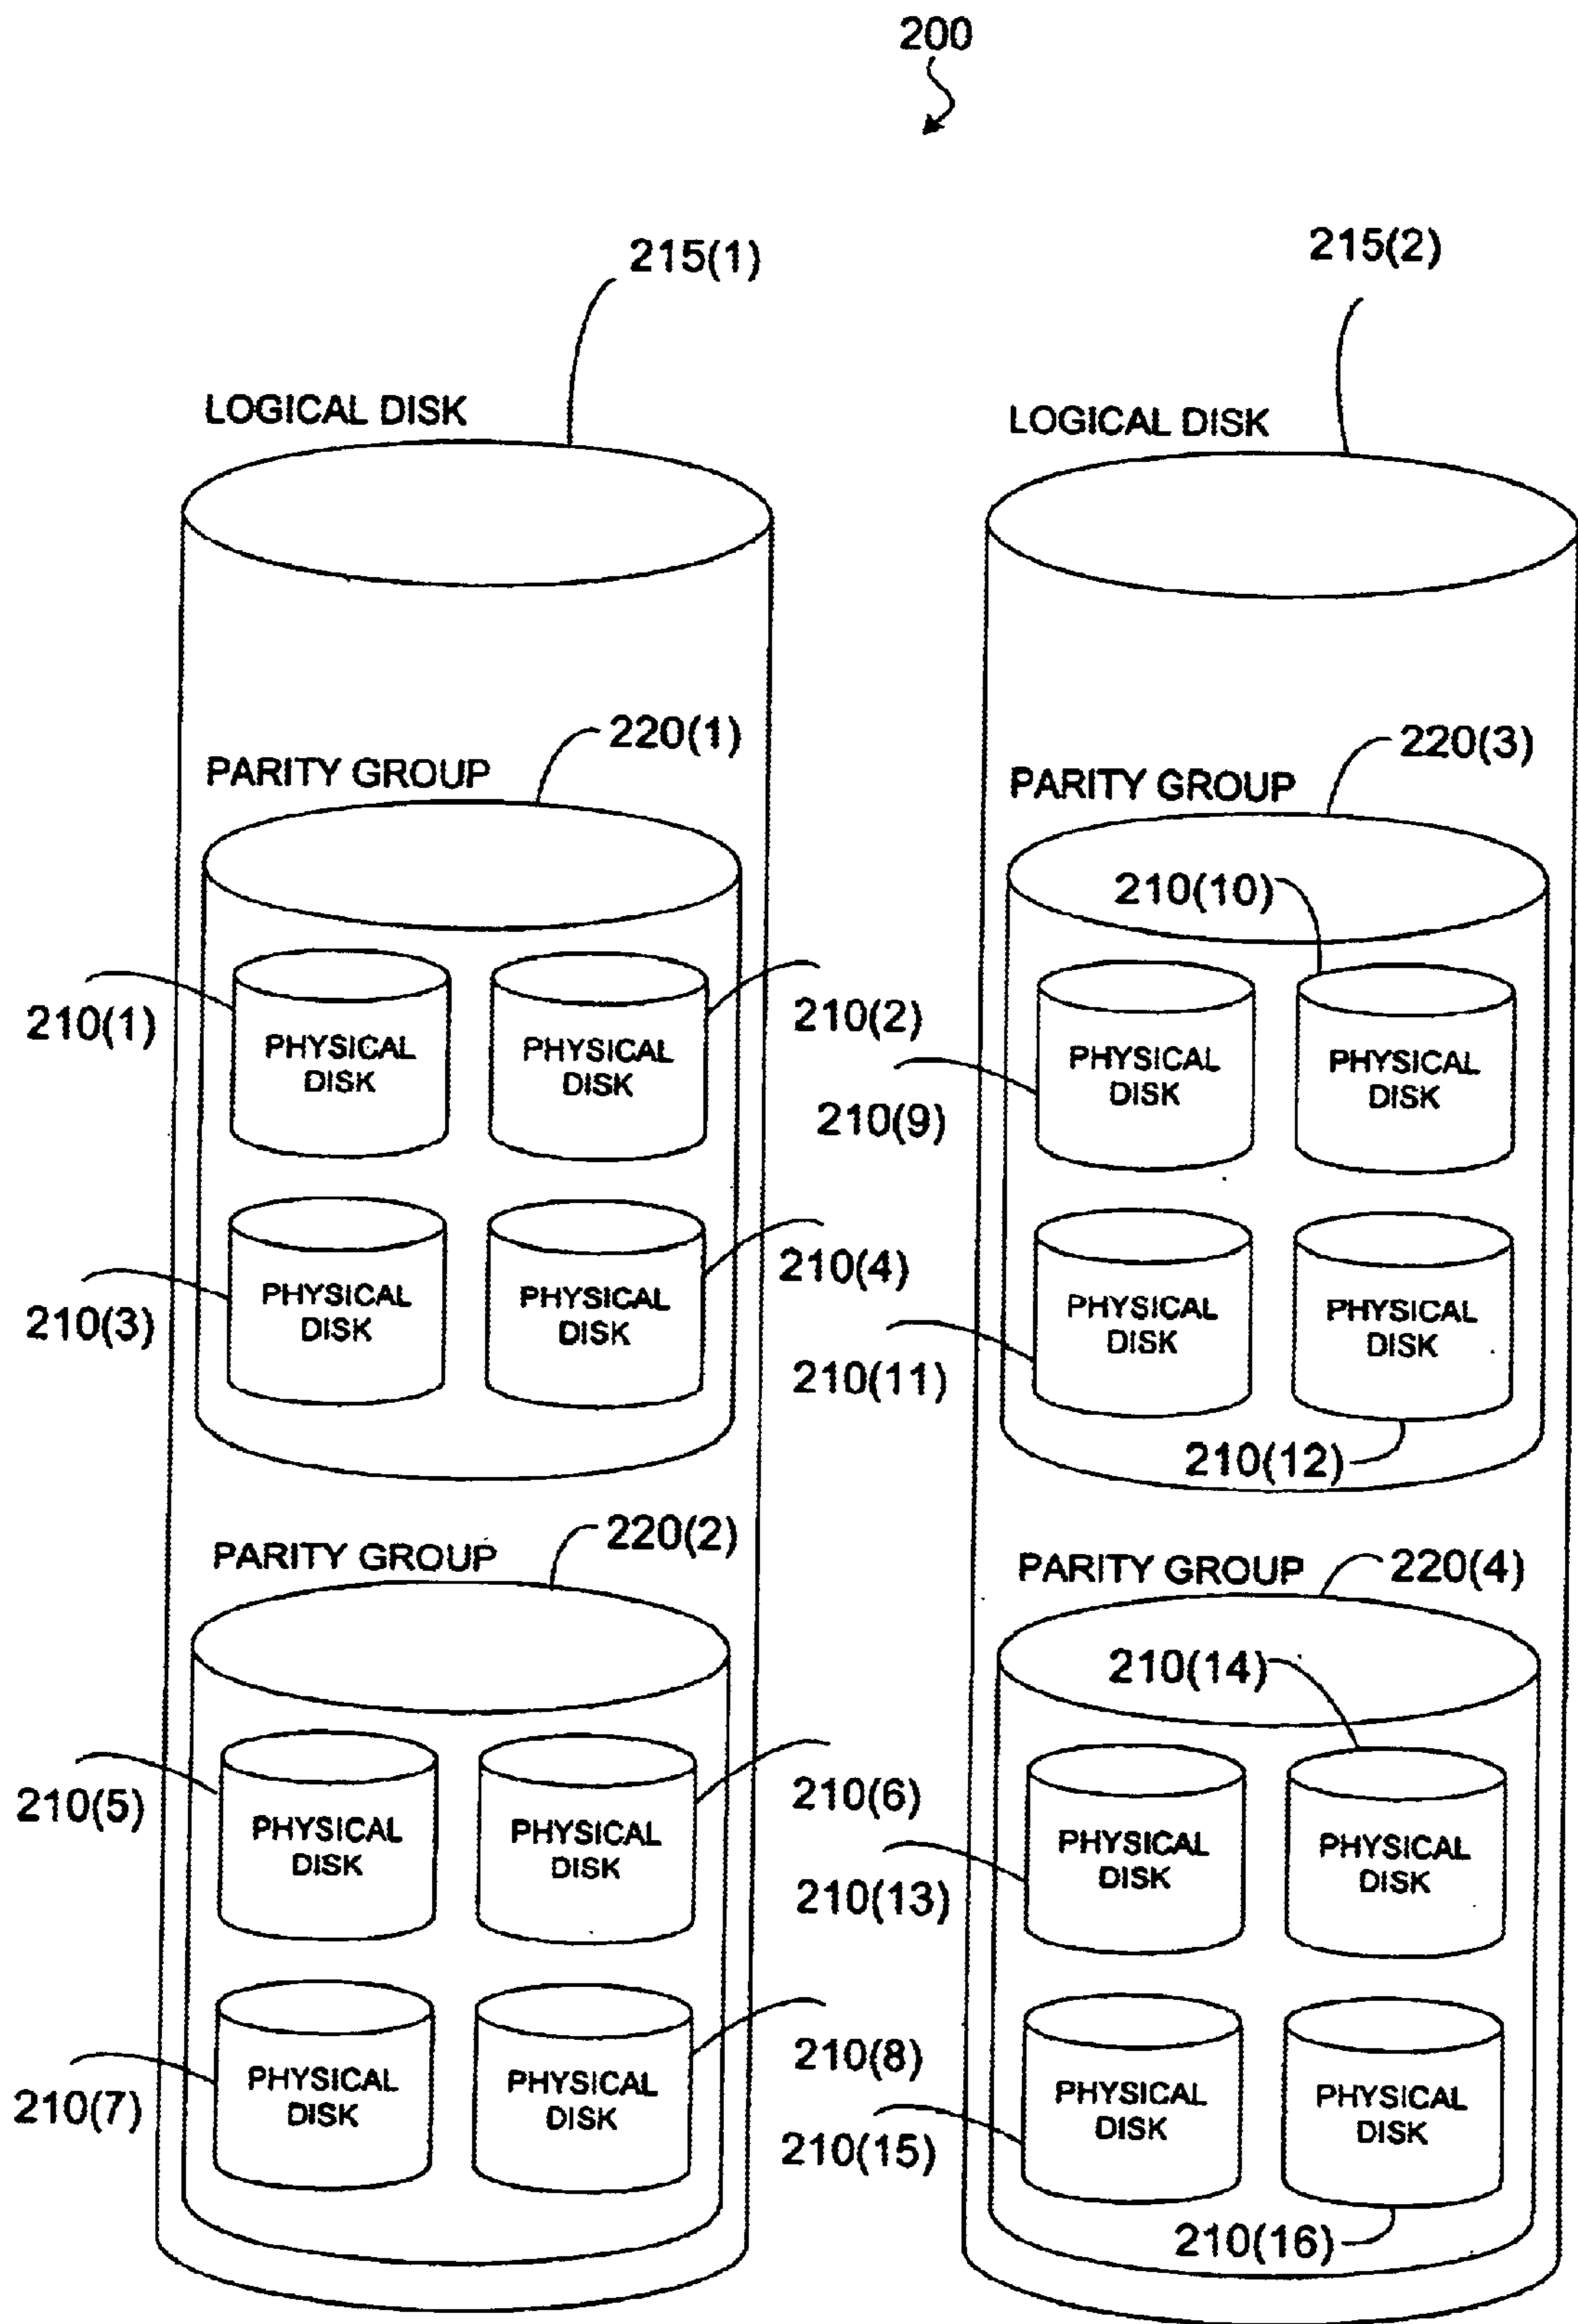 200
215(1)
LOGICAL DISK
220(1)
PARITY GROUP
210(1)
PHYSICAL
DISK
PHYSICAL
DISK
210(2)
210(3)
PHYSICAL
DISK
PHYSICAL
DISK
210(4)
220(2)
PARITY GROUP
210(5)
PHYSICAL
DISK
PHYSICAL
DISK
210(6)
210(7)
PHYSICAL
DISK
PHYSICAL
DISK
210(8)
215(2)
LOGICAL DISK
220(3)
PARITY GROUP
210(10)
210(9)
PHYSICAL
DISK
PHYSICAL
DISK
210(11)
PHYSICAL
DISK
PHYSICAL
DISK
210(12)
PARITY GROUP
220(4)
210(14)
210(13)
PHYSICAL
DISK
PHYSICAL
DISK
210(15)
PHYSICAL
DISK
PHYSICAL
DISK
210(16)